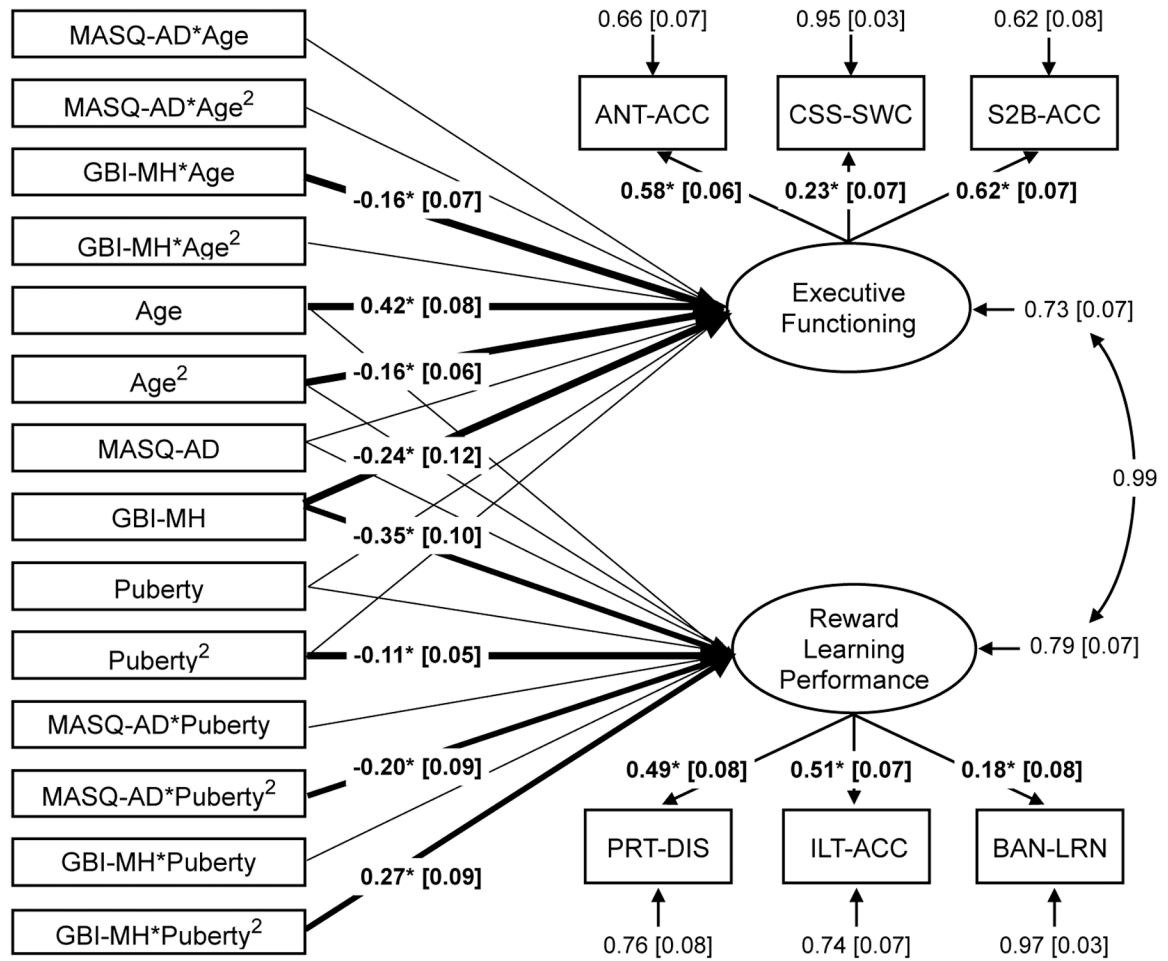 MASQ-AD*Age
MASQ-AD*Age²
GBI-MH*Age
GBI-MH*Age²
Age
Age²
MASQ-AD
GBI-MH
Puberty
Puberty²
MASQ-AD*Puberty
MASQ-AD*Puberty²
GBI-MH*Puberty
GBI-MH*Puberty²
-0.16* [0.07]
0.42* [0.08]
-0.16* [0.06]
-0.24* [0.12]
-0.35* [0.10]
-0.11* [0.05]
-0.20* [0.09]
0.27* [0.09]
0.66 [0.07]
0.95 [0.03]
0.62 [0.08]
ANT-ACC
CSS-SWC
S2B-ACC
0.58* [0.06]
0.23* [0.07]
0.62* [0.07]
Executive
Functioning
0.73 [0.07]
0.99
Reward
Learning
Performance
0.79 [0.07]
0.49* [0.08]
0.51* [0.07]
0.18* [0.08]
PRT-DIS
ILT-ACC
BAN-LRN
0.76 [0.08]
0.74 [0.07]
0.97 [0.03]